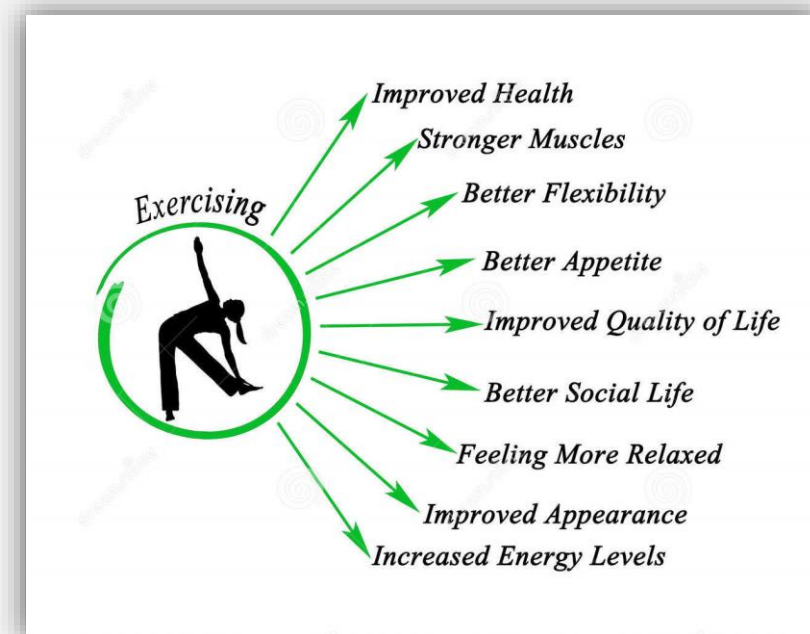 Exercising
Improved Health
Stronger Muscles
Better Flexibility
Better Appetite
Improved Quality of Life
Better Social Life
Feeling More Relaxed
Improved Appearance
Increased Energy Levels